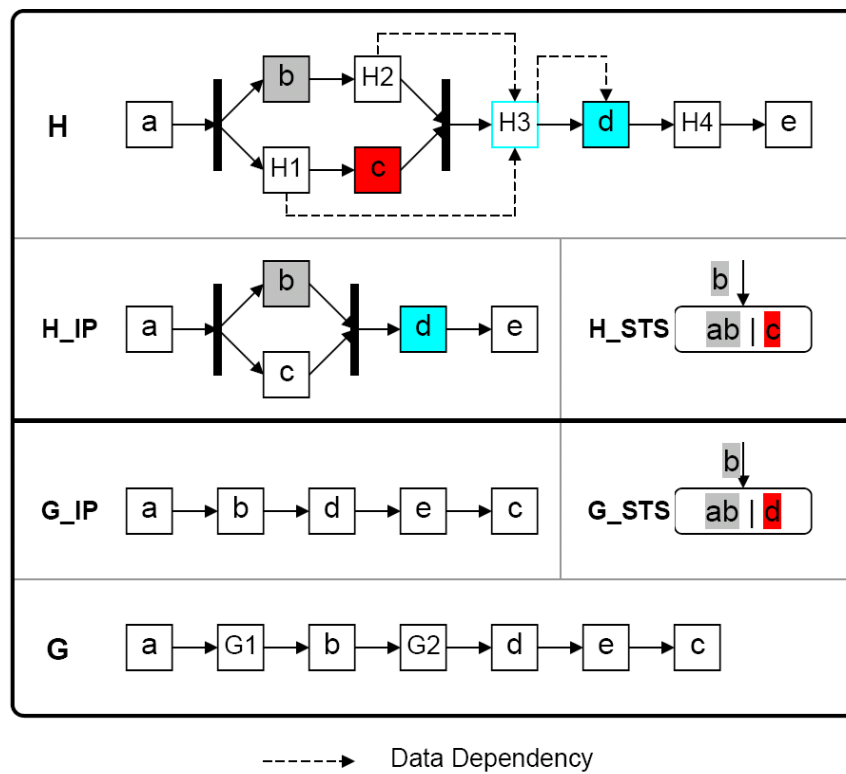 H a b H2 H1 c H3 d H4 e
H_IP a b c d e
H_STS b
ab | c
G_IP a b d e c
G_STS b
ab | d
G a G1 b G2 d e c
Data Dependency